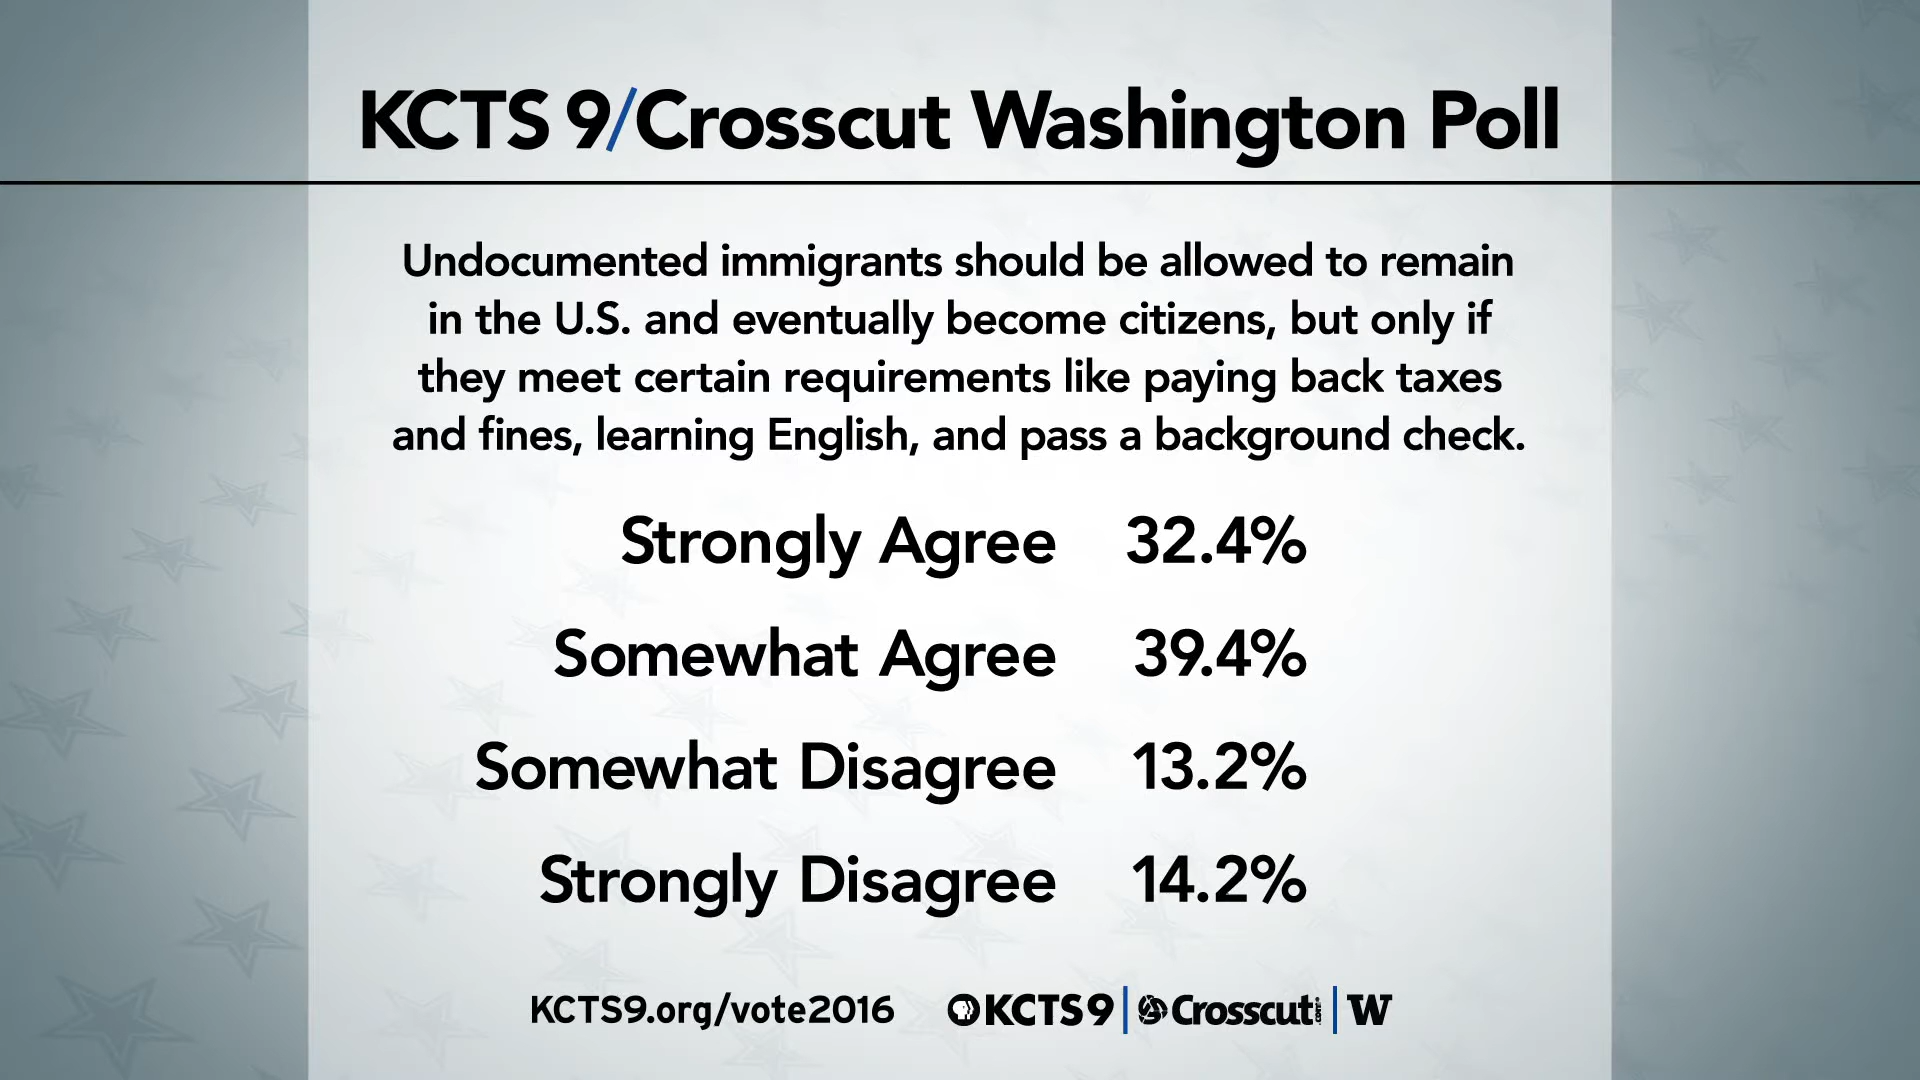 KCTS 9/Crosscut Washington Poll
Undocumented immigrants should be allowed to remain
in the U.S. and eventually become citizens, but only if
they meet certain requirements like paying back taxes
and fines, learning English, and pass a background check.
Strongly Agree 32.4%
Somewhat Agree 39.4%
Somewhat Disagree 13.2%
Strongly Disagree 14.2%
KCTS9.org/vote2016 KCTS 9 | Crosscut.com | W